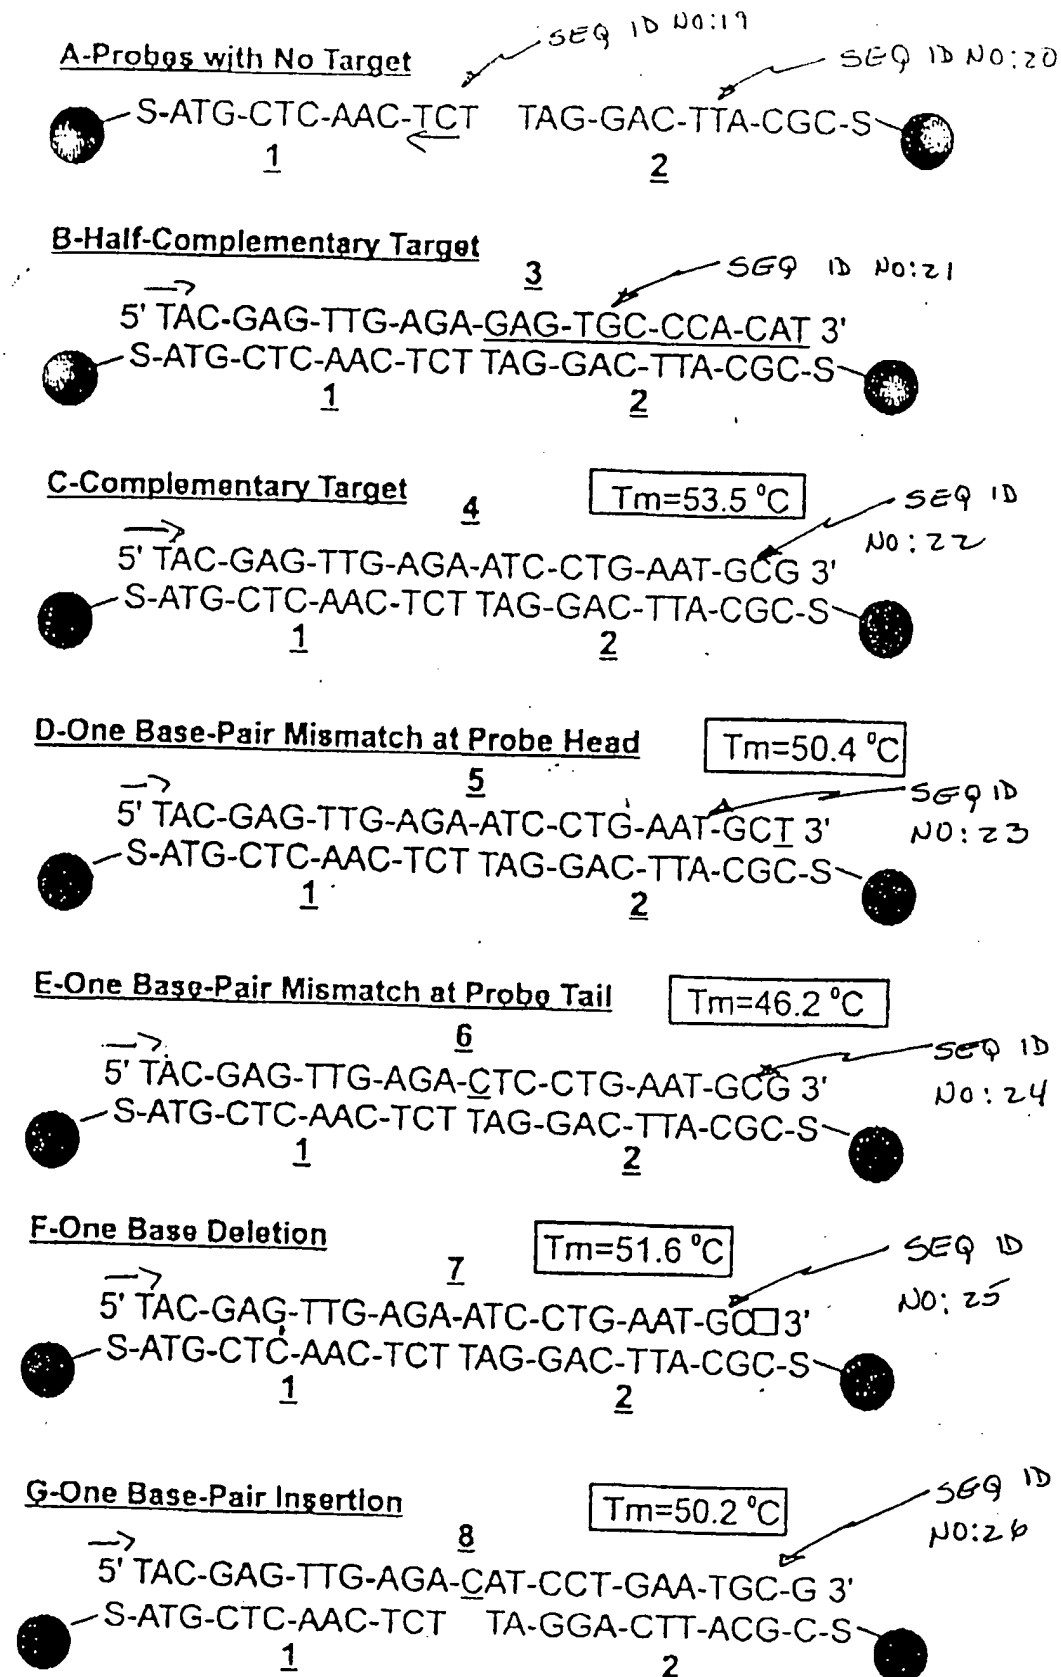 SEQ ID NO:19
A-Probes with No Target
SEQ ID NO:20
S-ATG-CTC-AAC-TCT TAG-GAC-TTA-CGC-S
1 2
B-Half-Complementary Target
3
SEQ ID NO:21
5' TAC-GAG-TTG-AGA-GAG-TGC-CCA-CAT 3'
S-ATG-CTC-AAC-TCT TAG-GAC-TTA-CGC-S
1 2
C-Complementary Target
4
Tm=53.5 °C
SEQ ID
NO:22
5' TAC-GAG-TTG-AGA-ATC-CTG-AAT-GCG 3'
S-ATG-CTC-AAC-TCT TAG-GAC-TTA-CGC-S
1 2
D-One Base-Pair Mismatch at Probe Head
Tm=50.4 °C
5
SEQ ID
NO:23
5' TAC-GAG-TTG-AGA-ATC-CTG-AAT-GCT 3'
S-ATG-CTC-AAC-TCT TAG-GAC-TTA-CGC-S
1 2
E-One Base-Pair Mismatch at Probe Tail
Tm=46.2 °C
6
SEQ ID
NO:24
5' TAC-GAG-TTG-AGA-CTC-CTG-AAT-GCG 3'
S-ATG-CTC-AAC-TCT TAG-GAC-TTA-CGC-S
1 2
F-One Base Deletion
Tm=51.6 °C
7
SEQ ID
NO:25
5' TAC-GAG-TTG-AGA-ATC-CTG-AAT-GC□ 3'
S-ATG-CTC-AAC-TCT TAG-GAC-TTA-CGC-S
1 2
G-One Base-Pair Insertion
Tm=50.2 °C
8
SEQ ID
NO:26
5' TAC-GAG-TTG-AGA-CAT-CCT-GAA-TGC-G 3'
S-ATG-CTC-AAC-TCT TA-GGA-CTT-ACG-C-S
1 2